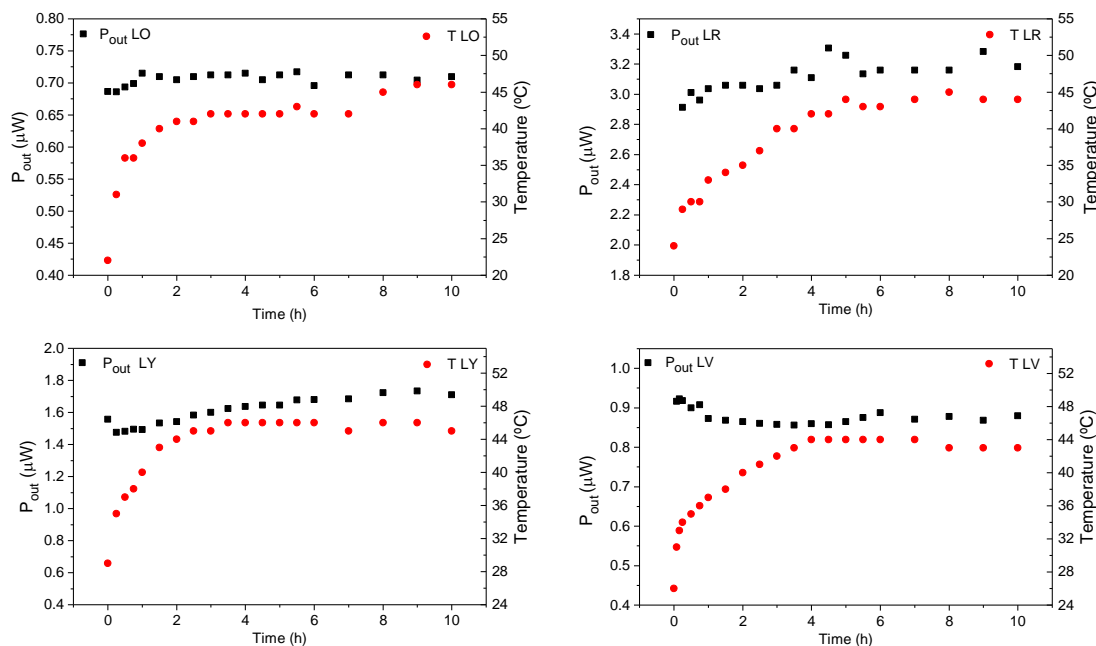 P_out LO
T LO
0.80
0.75
0.70
0.65
0.60
0.55
0.50
0.45
0.40
P_out (μW)
55
50
45
40
35
30
25
20
Temperature (ºC)
0 2 4 6 8 10
Time (h)
P_out LR
T LR
3.4
3.2
3.0
2.8
2.6
2.4
2.2
2.0
1.8
P_out (μW)
55
50
45
40
35
30
25
20
Temperature (ºC)
0 2 4 6 8 10
Time (h)
P_out LY
T LY
2.0
1.8
1.6
1.4
1.2
1.0
0.8
0.6
0.4
P_out (μW)
52
48
44
40
36
32
28
24
Temperature (ºC)
0 2 4 6 8 10
Time (h)
P_out LV
T LV
1.0
0.9
0.8
0.7
0.6
0.5
0.4
P_out (μW)
52
48
44
40
36
32
28
24
Temperature (ºC)
0 2 4 6 8 10
Time (h)